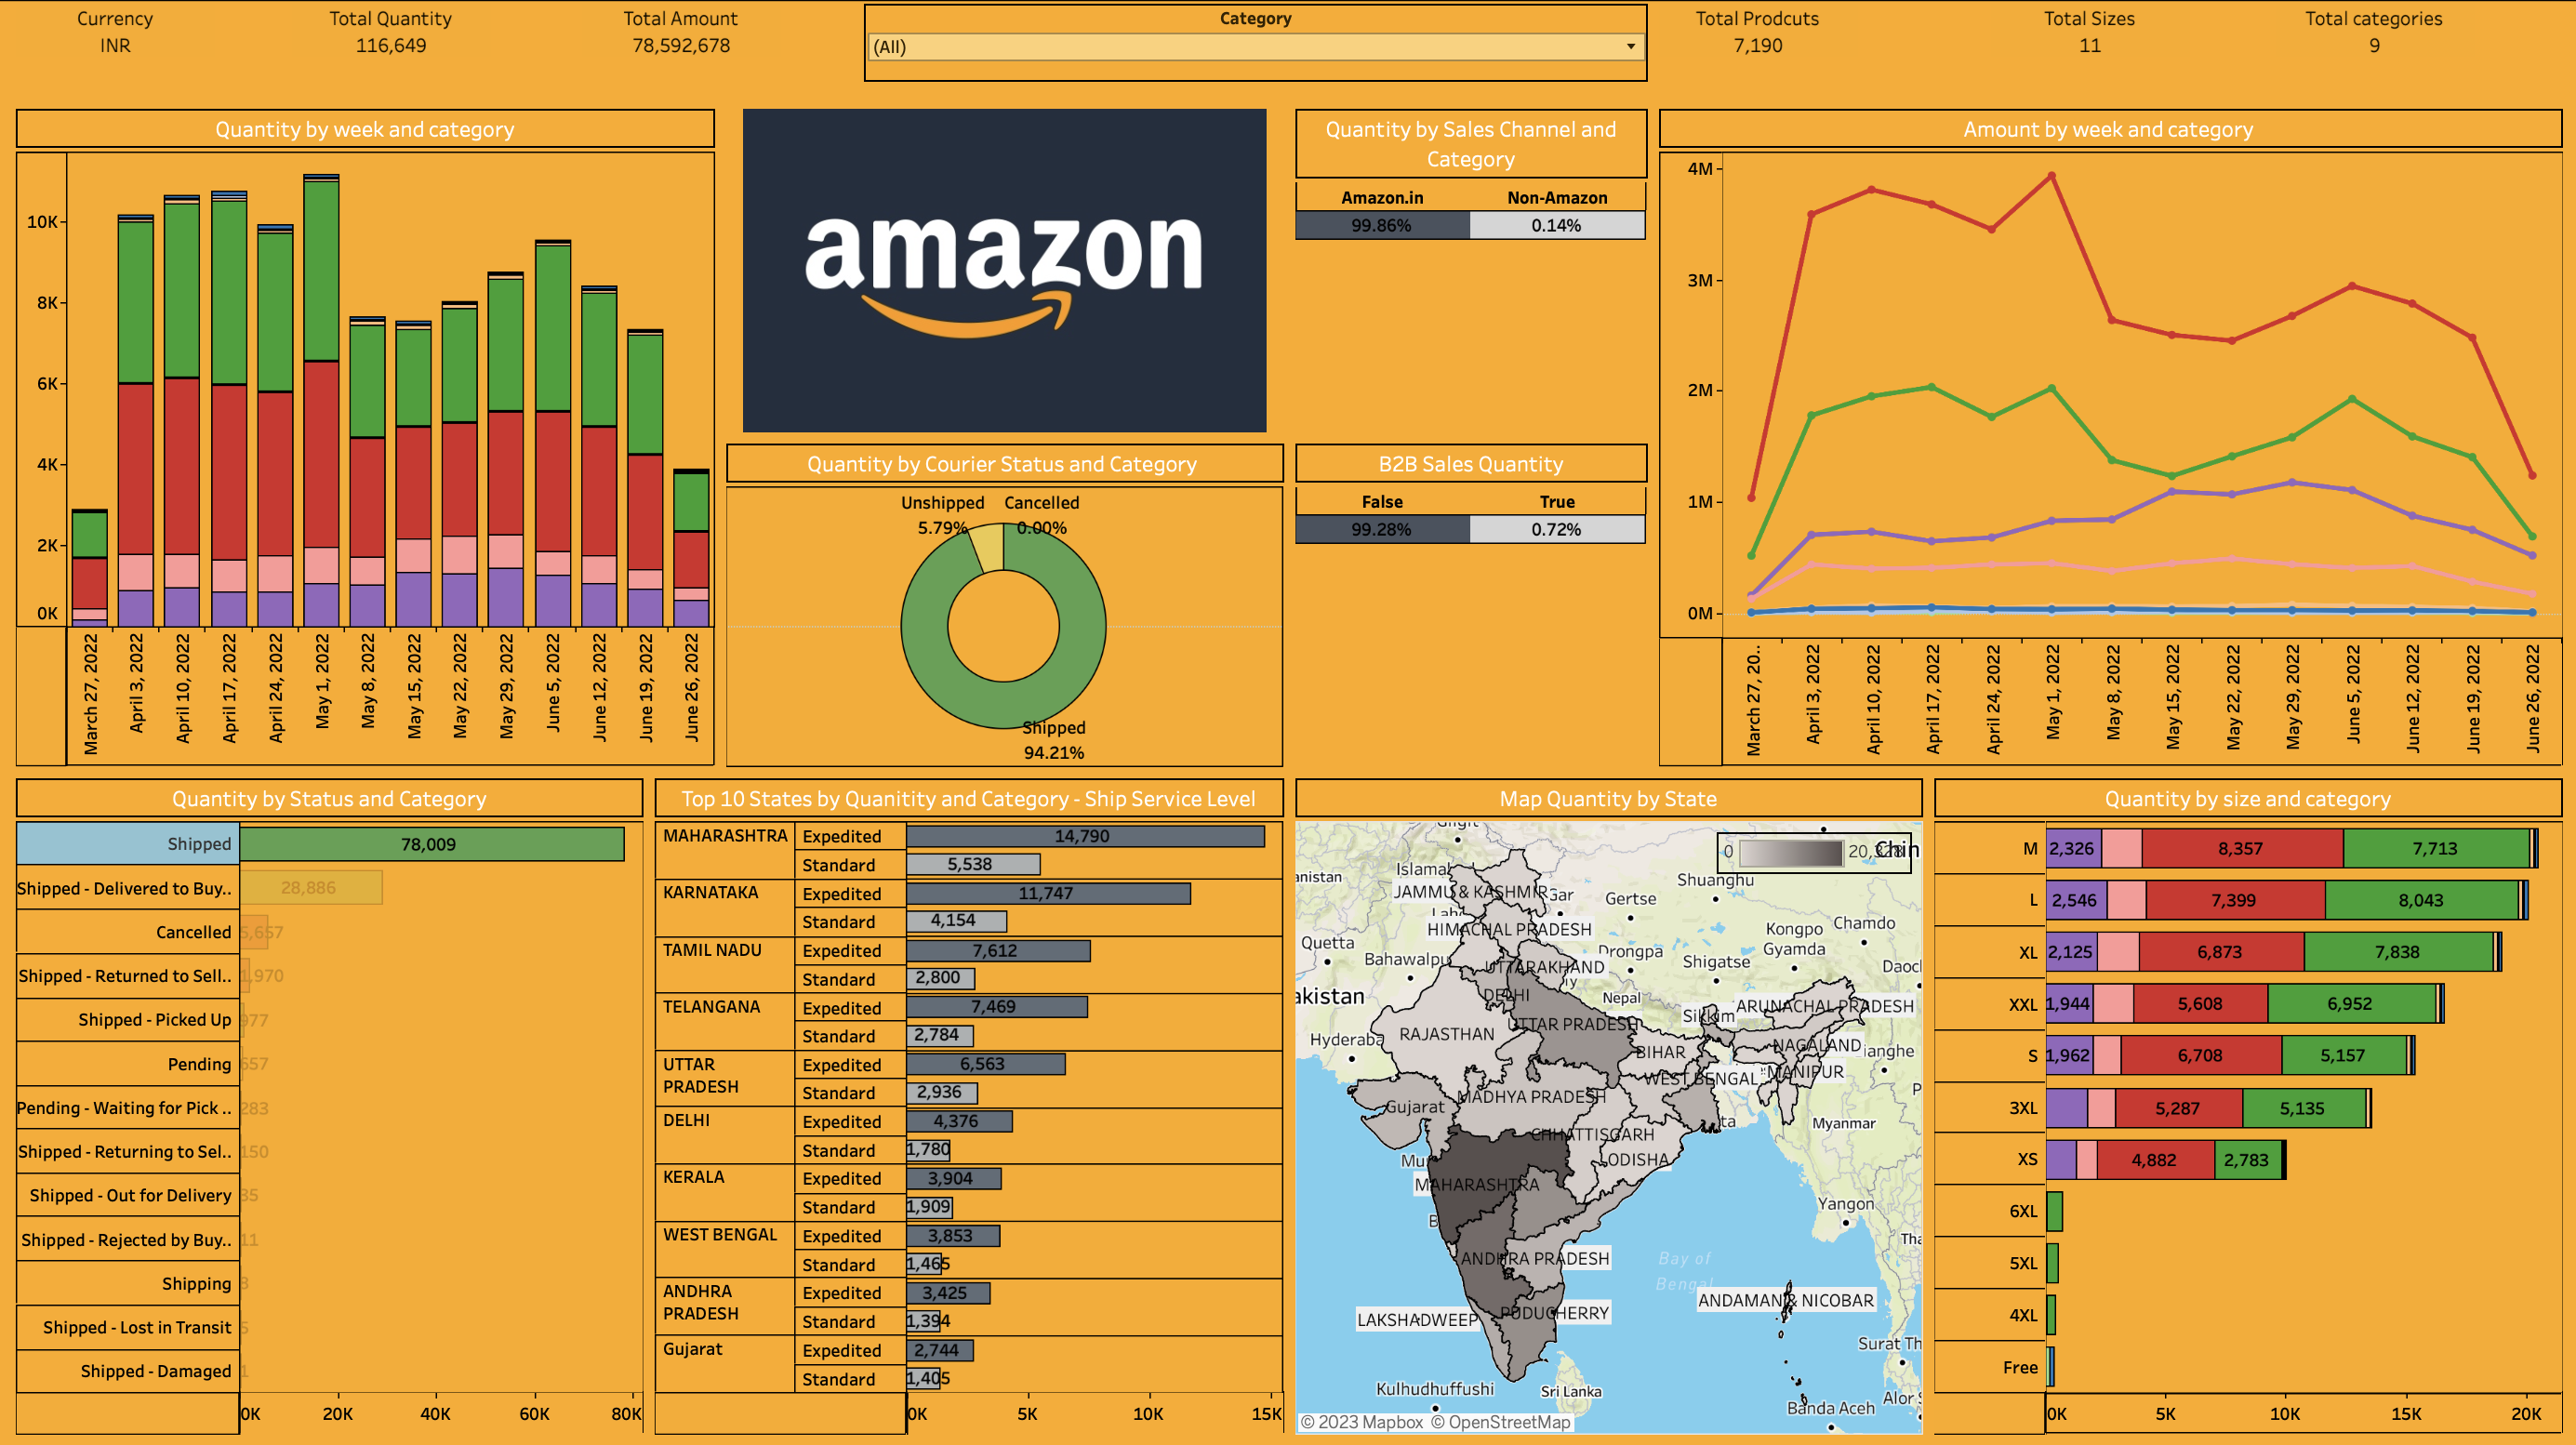 Currency
INR
Total Quantity
116,649
Total Amount
78,592,678
Category
(All)
Total Prodcuts
7,190
Total Sizes
11
Total categories
9
Quantity by week and category
10K
8K
6K
4K
2K
0K
March 27, 2022
April 3, 2022
April 10, 2022
April 17, 2022
April 24, 2022
May 1, 2022
May 8, 2022
May 15, 2022
May 22, 2022
May 29, 2022
June 5, 2022
June 12, 2022
June 19, 2022
June 26, 2022
amazon
Quantity by Sales Channel and
Category
Amazon.in Non-Amazon
99.86% 0.14%
Quantity by Courier Status and Category
Unshipped
5.79%
Cancelled
0.00%
Shipped
94.21%
B2B Sales Quantity
False True
99.28% 0.72%
Amount by week and category
4M
3M
2M
1M
0M
March 27, 20..
April 3, 2022
April 10, 2022
April 17, 2022
April 24, 2022
May 1, 2022
May 8, 2022
May 15, 2022
May 22, 2022
May 29, 2022
June 5, 2022
June 12, 2022
June 19, 2022
June 26, 2022
Quantity by Status and Category
Shipped 78,009
Shipped - Delivered to Buy.. 28,886
Cancelled 5,657
Shipped - Returned to Sell.. 1,970
Shipped - Picked Up 977
Pending 657
Pending - Waiting for Pick .. 283
Shipped - Returning to Sel.. 150
Shipped - Out for Delivery 35
Shipped - Rejected by Buy.. 11
Shipping 8
Shipped - Lost in Transit 5
Shipped - Damaged 1
0K 20K 40K 60K 80K
Top 10 States by Quanitity and Category - Ship Service Level
MAHARASHTRA Expedited 14,790
Standard 5,538
KARNATAKA Expedited 11,747
Standard 4,154
TAMIL NADU Expedited 7,612
Standard 2,800
TELANGANA Expedited 7,469
Standard 2,784
UTTAR
PRADESH
Expedited 6,563
Standard 2,936
DELHI Expedited 4,376
Standard 1,780
KERALA Expedited 3,904
Standard 1,909
WEST BENGAL Expedited 3,853
Standard 1,465
ANDHRA
PRADESH
Expedited 3,425
Standard 1,394
Gujarat Expedited 2,744
Standard 1,405
0K 5K 10K 15K
Map Quantity by State
0 20,328
Chin
Gilgit
Islamal
anistan
JAMMU & KASHMIR
Gar
Shuanghu
Gertse
Laho
HIMACHAL PRADESH
Kongpo
Gyamda
Chamdo
Quetta
Bahawalpu
UTTARAKHAND
Drongpa
Shigatse
Daoc
akistan
DELHI
Nepal
Sikkim
ARUNACHAL PRADESH
Hyderaba
RAJASTHAN
UTTAR PRADESH
BIHAR
NAGALAND
ianghe
WEST BENGAL
MANIPUR
Gujarat
MADHYA PRADESH
ta
Myanmar
CHHATTISGARH
Mu
ODISHA
MAHARASHTRA
Yangon
B
Tha
ANDHRA PRADESH
Bay of
Bengal
ANDAMAN & NICOBAR
LAKSHADWEEP
PUDUCHERRY
Surat Th
Kulhudhuffushi
Sri Lanka
Banda Aceh
Alor S
© 2023 Mapbox © OpenStreetMap
Quantity by size and category
M 2,326 8,357 7,713
L 2,546 7,399 8,043
XL 2,125 6,873 7,838
XXL 1,944 5,608 6,952
S 1,962 6,708 5,157
3XL 5,287 5,135
XS 4,882 2,783
6XL
5XL
4XL
Free
0K 5K 10K 15K 20K